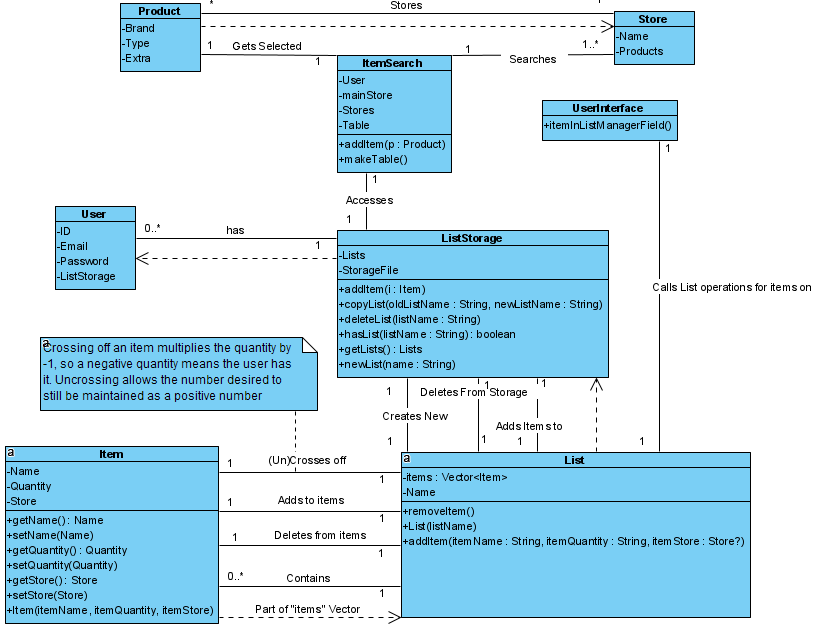 *
Stores
Product
-Brand
-Type
-Extra
Store
-Name
-Products
1
Gets Selected
1
1
Searches
1..*
ItemSearch
-User
-mainStore
-Stores
-Table
+addItem(p : Product)
+makeTable()
UserInterface
+itemInListManagerField()
1
1
Accesses
1
User
-ID
-Email
-Password
-ListStorage
0..*
has
1
ListStorage
-Lists
-StorageFile
+addItem(i : Item)
+copyList(oldListName : String, newListName : String)
+deleteList(listName : String)
+hasList(listName : String) : boolean
+getLists() : Lists
+newList(name : String)
Calls List operations for items on
a
Crossing off an item multiplies the quantity by
-1, so a negative quantity means the user has
it. Uncrossing allows the number desired to
still be maintained as a positive number
1
Deletes From Storage
1
1
Creates New
Adds Items to
1
1
1
1
a
Item
-Name
-Quantity
-Store
+getName() : Name
+setName(Name)
+getQuantity() : Quantity
+setQuantity(Quantity)
+getStore() : Store
+setStore(Store)
+Item(itemName, itemQuantity, itemStore)
1
(Un)Crosses off
1
1
Adds to items
1
1
Deletes from items
1
0..*
Contains
1
Part of "items" Vector
a
List
-items : Vector<Item>
-Name
+removeItem()
+List(listName)
+addItem(itemName : String, itemQuantity : String, itemStore : Store?)